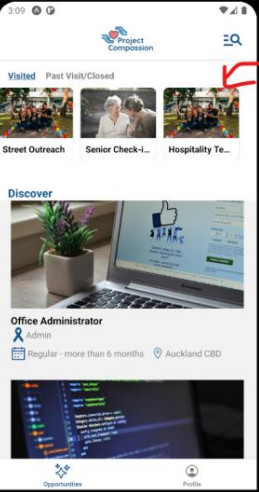 3:09
Project
Compassion
Visited Past Visit/Closed
Street Outreach Senior Check-i... Hospitality Te...
Discover
Office Administrator
Admin
Regular - more than 6 months Auckland CBD
Opportunities Profile